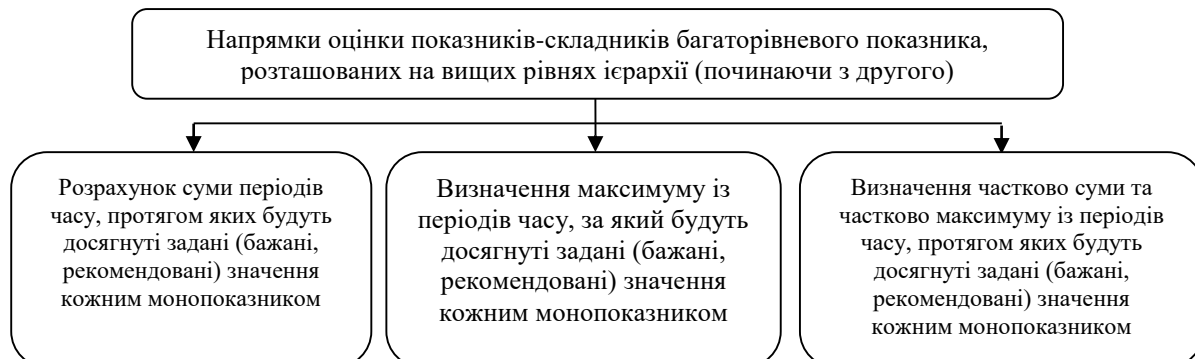 Напрямки оцінки показників-складників багаторівневого показника,
розташованих на вищих рівнях ієрархії (починаючи з другого)
Розрахунок суми періодів
часу, протягом яких будуть
досягнуті задані (бажані,
рекомендовані) значення
кожним монопоказником
Визначення максимуму із
періодів часу, за який будуть
досягнуті задані (бажані,
рекомендовані) значення
кожним монопоказником
Визначення частково суми та
частково максимуму із періодів
часу, протягом яких будуть
досягнуті задані (бажані,
рекомендовані) значення
кожним монопоказником